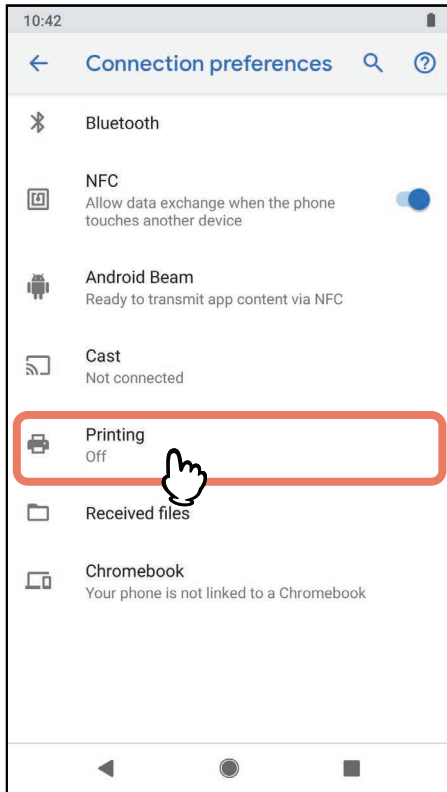 10:42
Connection preferences
Bluetooth
NFC
Allow data exchange when the phone
touches another device
Android Beam
Ready to transmit app content via NFC
Cast
Not connected
Printing
Off
Received files
Chromebook
Your phone is not linked to a Chromebook